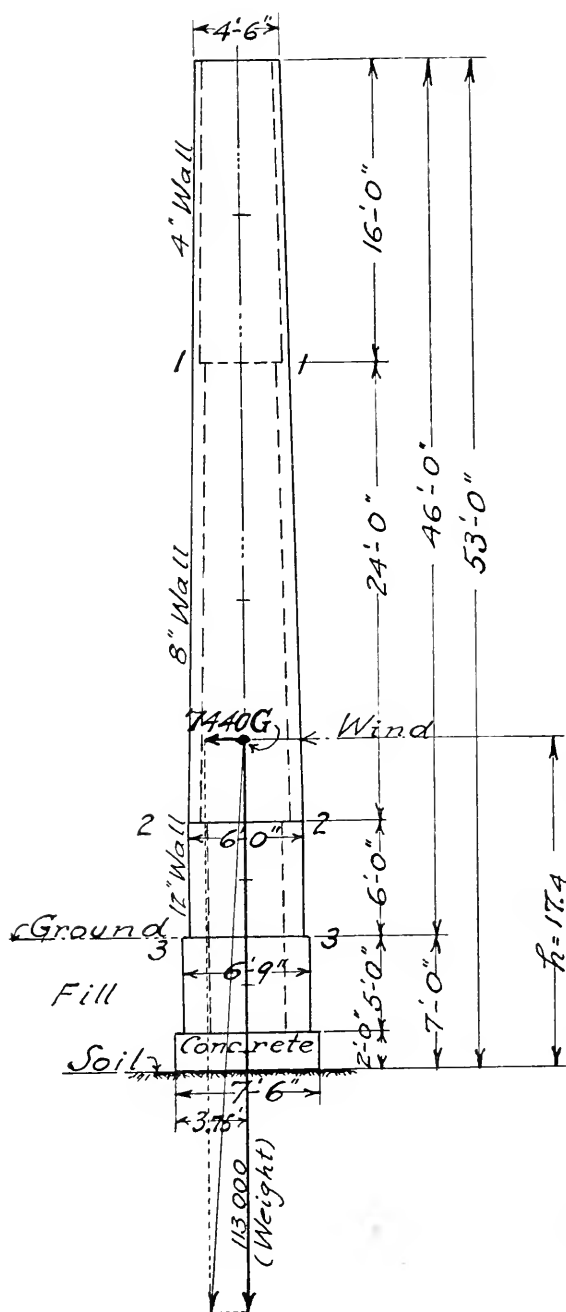 4'-6"
4" Wall
16'-0"
1
1
8" Wall
24'-0"
46'-0"
53'-0"
7440 G
Wind
2
2
6'-0"
12" Wall
6'-0"
h = 17.4
Ground
3
3
6'-9"
Fill
5'-0"
7'-0"
Concrete
2'-0"
Soil
7'-6"
3.75'
113 000
(Weight)